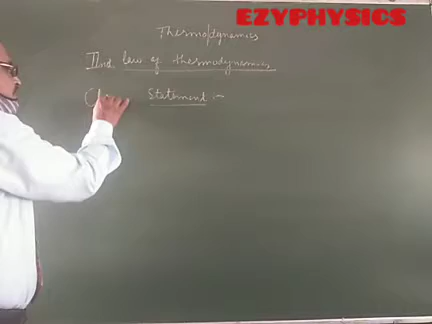 EZYPHYSICS
Thermodynamics
IInd law of thermodynamics
Statement :-